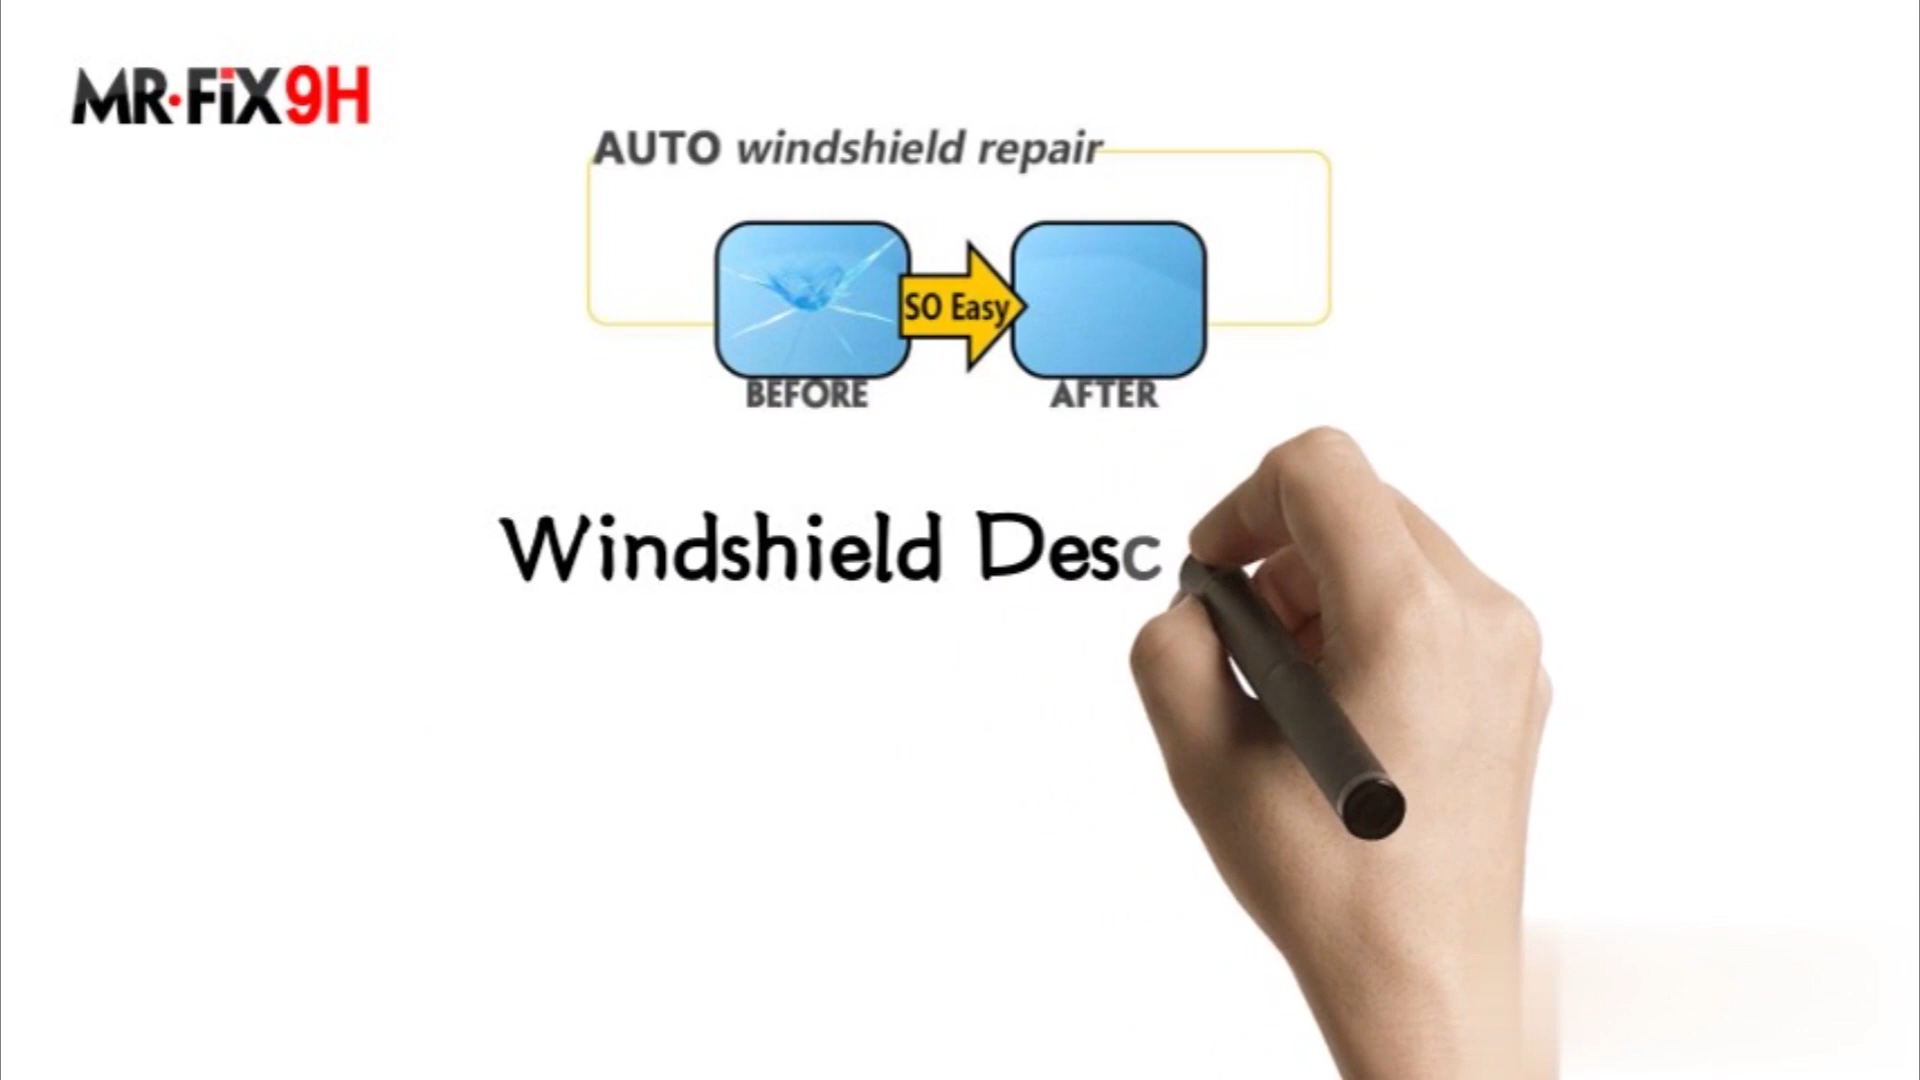 MR·FiX9H
AUTO windshield repair
SO Easy
BEFORE
AFTER
Windshield Desc